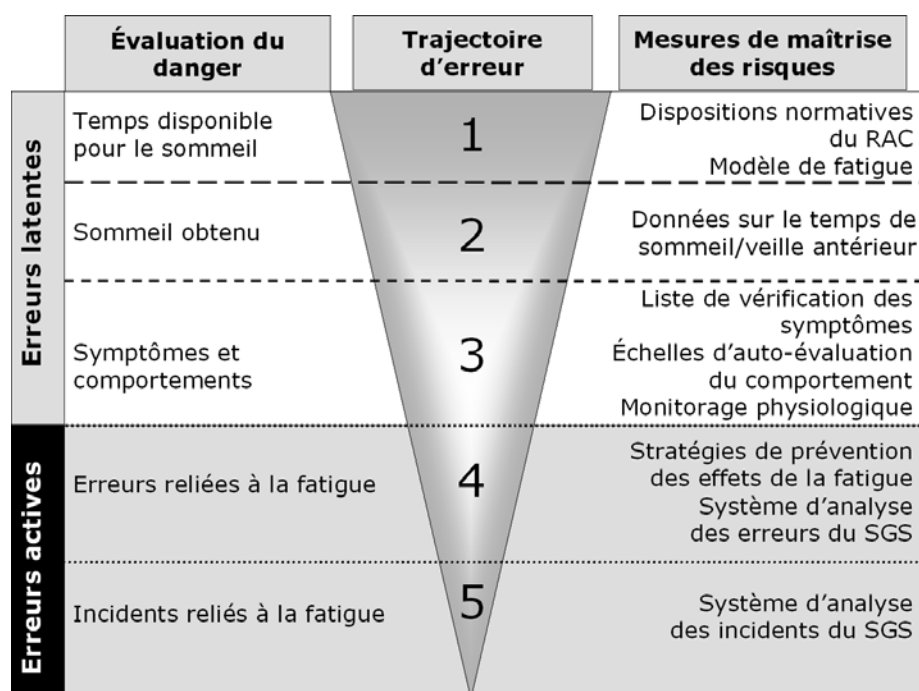 Évaluation du
danger
Trajectoire
d'erreur
Mesures de maîtrise
des risques
Erreurs latentes
Temps disponible
pour le sommeil
1
Dispositions normatives
du RAC
Modèle de fatigue
Sommeil obtenu
2
Données sur le temps de
sommeil/veille antérieur
Symptômes et
comportements
3
Liste de vérification des
symptômes
Échelles d'auto-évaluation
du comportement
Monitorage physiologique
Erreurs actives
Erreurs reliées à la fatigue
4
Stratégies de prévention
des effets de la fatigue
Système d'analyse
des erreurs du SGS
Incidents reliés à la fatigue
5
Système d'analyse
des incidents du SGS